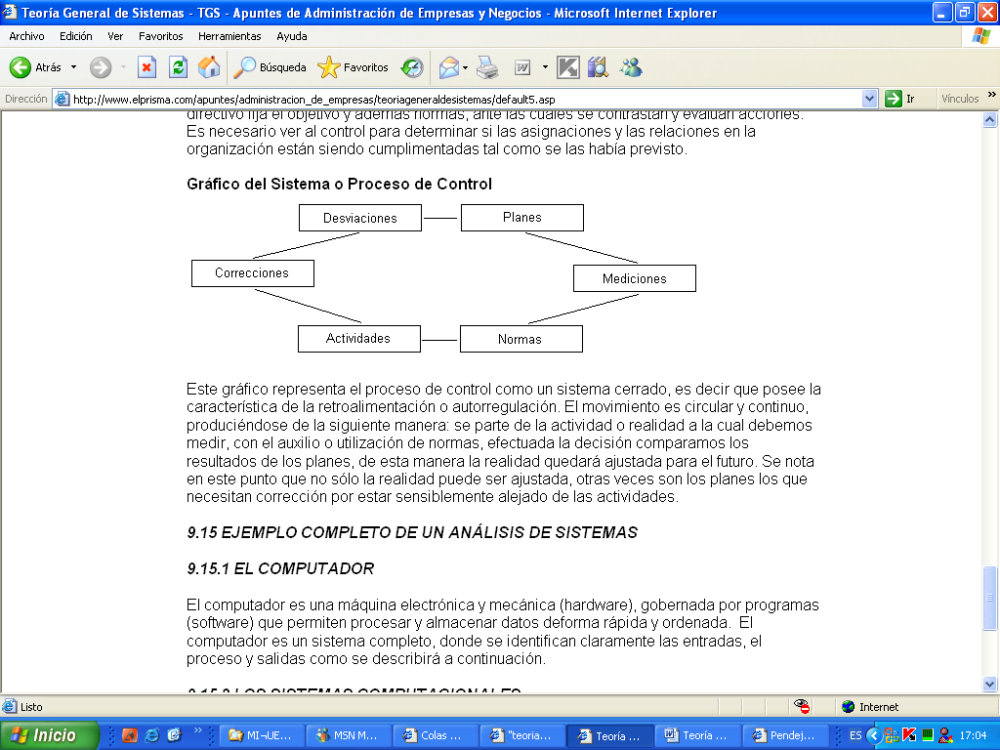 Teoría General de Sistemas - TGS - Apuntes de Administración de Empresas y Negocios - Microsoft Internet Explorer
Archivo Edición Ver Favoritos Herramientas Ayuda
Atrás Búsqueda Favoritos
Dirección http://www.elprisma.com/apuntes/administracion_de_empresas/teoriageneraldesistemas/default5.asp Ir Vínculos »
directivo fija el objetivo y además normas, ante las cuales se contrastan y evalúan acciones.
Es necesario ver al control para determinar si las asignaciones y las relaciones en la
organización están siendo cumplimentadas tal como se las había previsto.
Gráfico del Sistema o Proceso de Control
Desviaciones Planes
Correcciones Mediciones
Actividades Normas
Este gráfico representa el proceso de control como un sistema cerrado, es decir que posee la
característica de la retroalimentación o autorregulación. El movimiento es circular y continuo,
produciéndose de la siguiente manera: se parte de la actividad o realidad a la cual debemos
medir, con el auxilio o utilización de normas, efectuada la decisión comparamos los
resultados de los planes, de esta manera la realidad quedará ajustada para el futuro. Se nota
en este punto que no sólo la realidad puede ser ajustada, otras veces son los planes los que
necesitan corrección por estar sensiblemente alejado de las actividades.
9.15 EJEMPLO COMPLETO DE UN ANÁLISIS DE SISTEMAS
9.15.1 EL COMPUTADOR
El computador es una máquina electrónica y mecánica (hardware), gobernada por programas
(software) que permiten procesar y almacenar datos deforma rápida y ordenada. El
computador es un sistema completo, donde se identifican claramente las entradas, el
proceso y salidas como se describirá a continuación.
9.15.2 LOS SISTEMAS COMPUTACIONALES
Listo Internet
Inicio » MI¬UE... MSN M... Colas ... "teoria... Teoría ... Teoría ... Pendej... ES 17:04